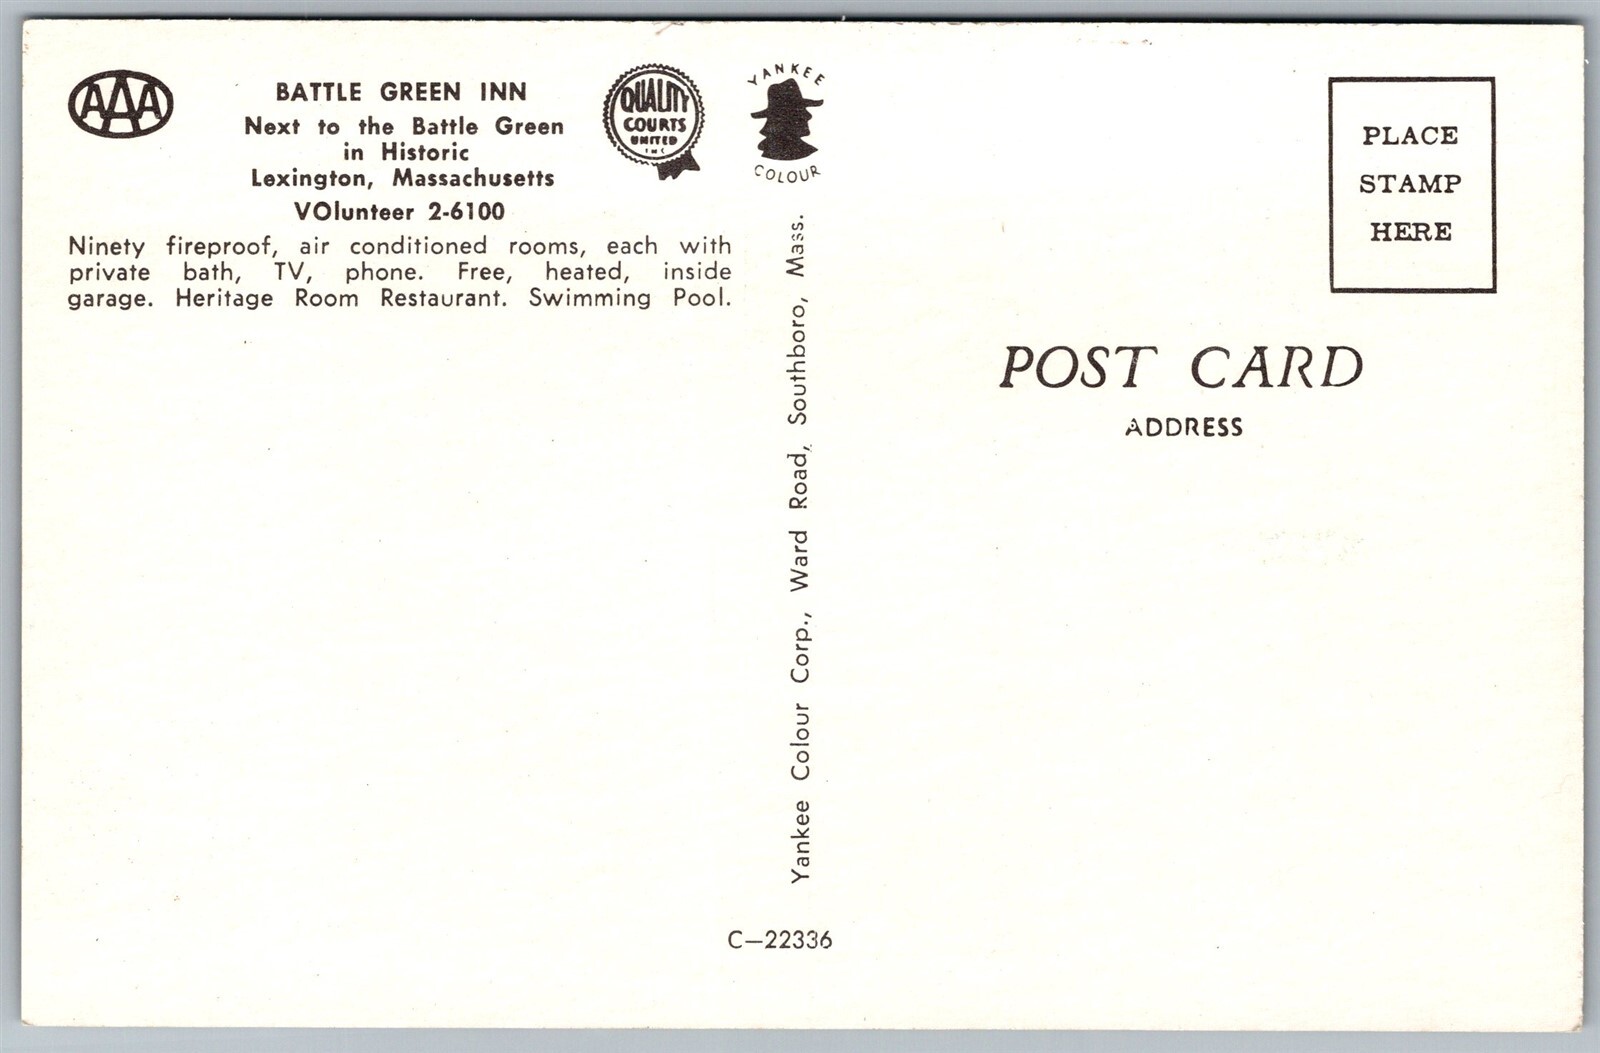 AAA
BATTLE GREEN INN
Next to the Battle Green
in Historic
Lexington, Massachusetts
VOlunteer 2-6100
QUALITY
COURTS
UNITED
INC
YANKEE
COLOUR
Ninety fireproof, air conditioned rooms, each with
private bath, TV, phone. Free, heated, inside
garage. Heritage Room Restaurant. Swimming Pool.
Yankee Colour Corp., Ward Road, Southboro, Mass.
C—22336
PLACE
STAMP
HERE
POST CARD
ADDRESS